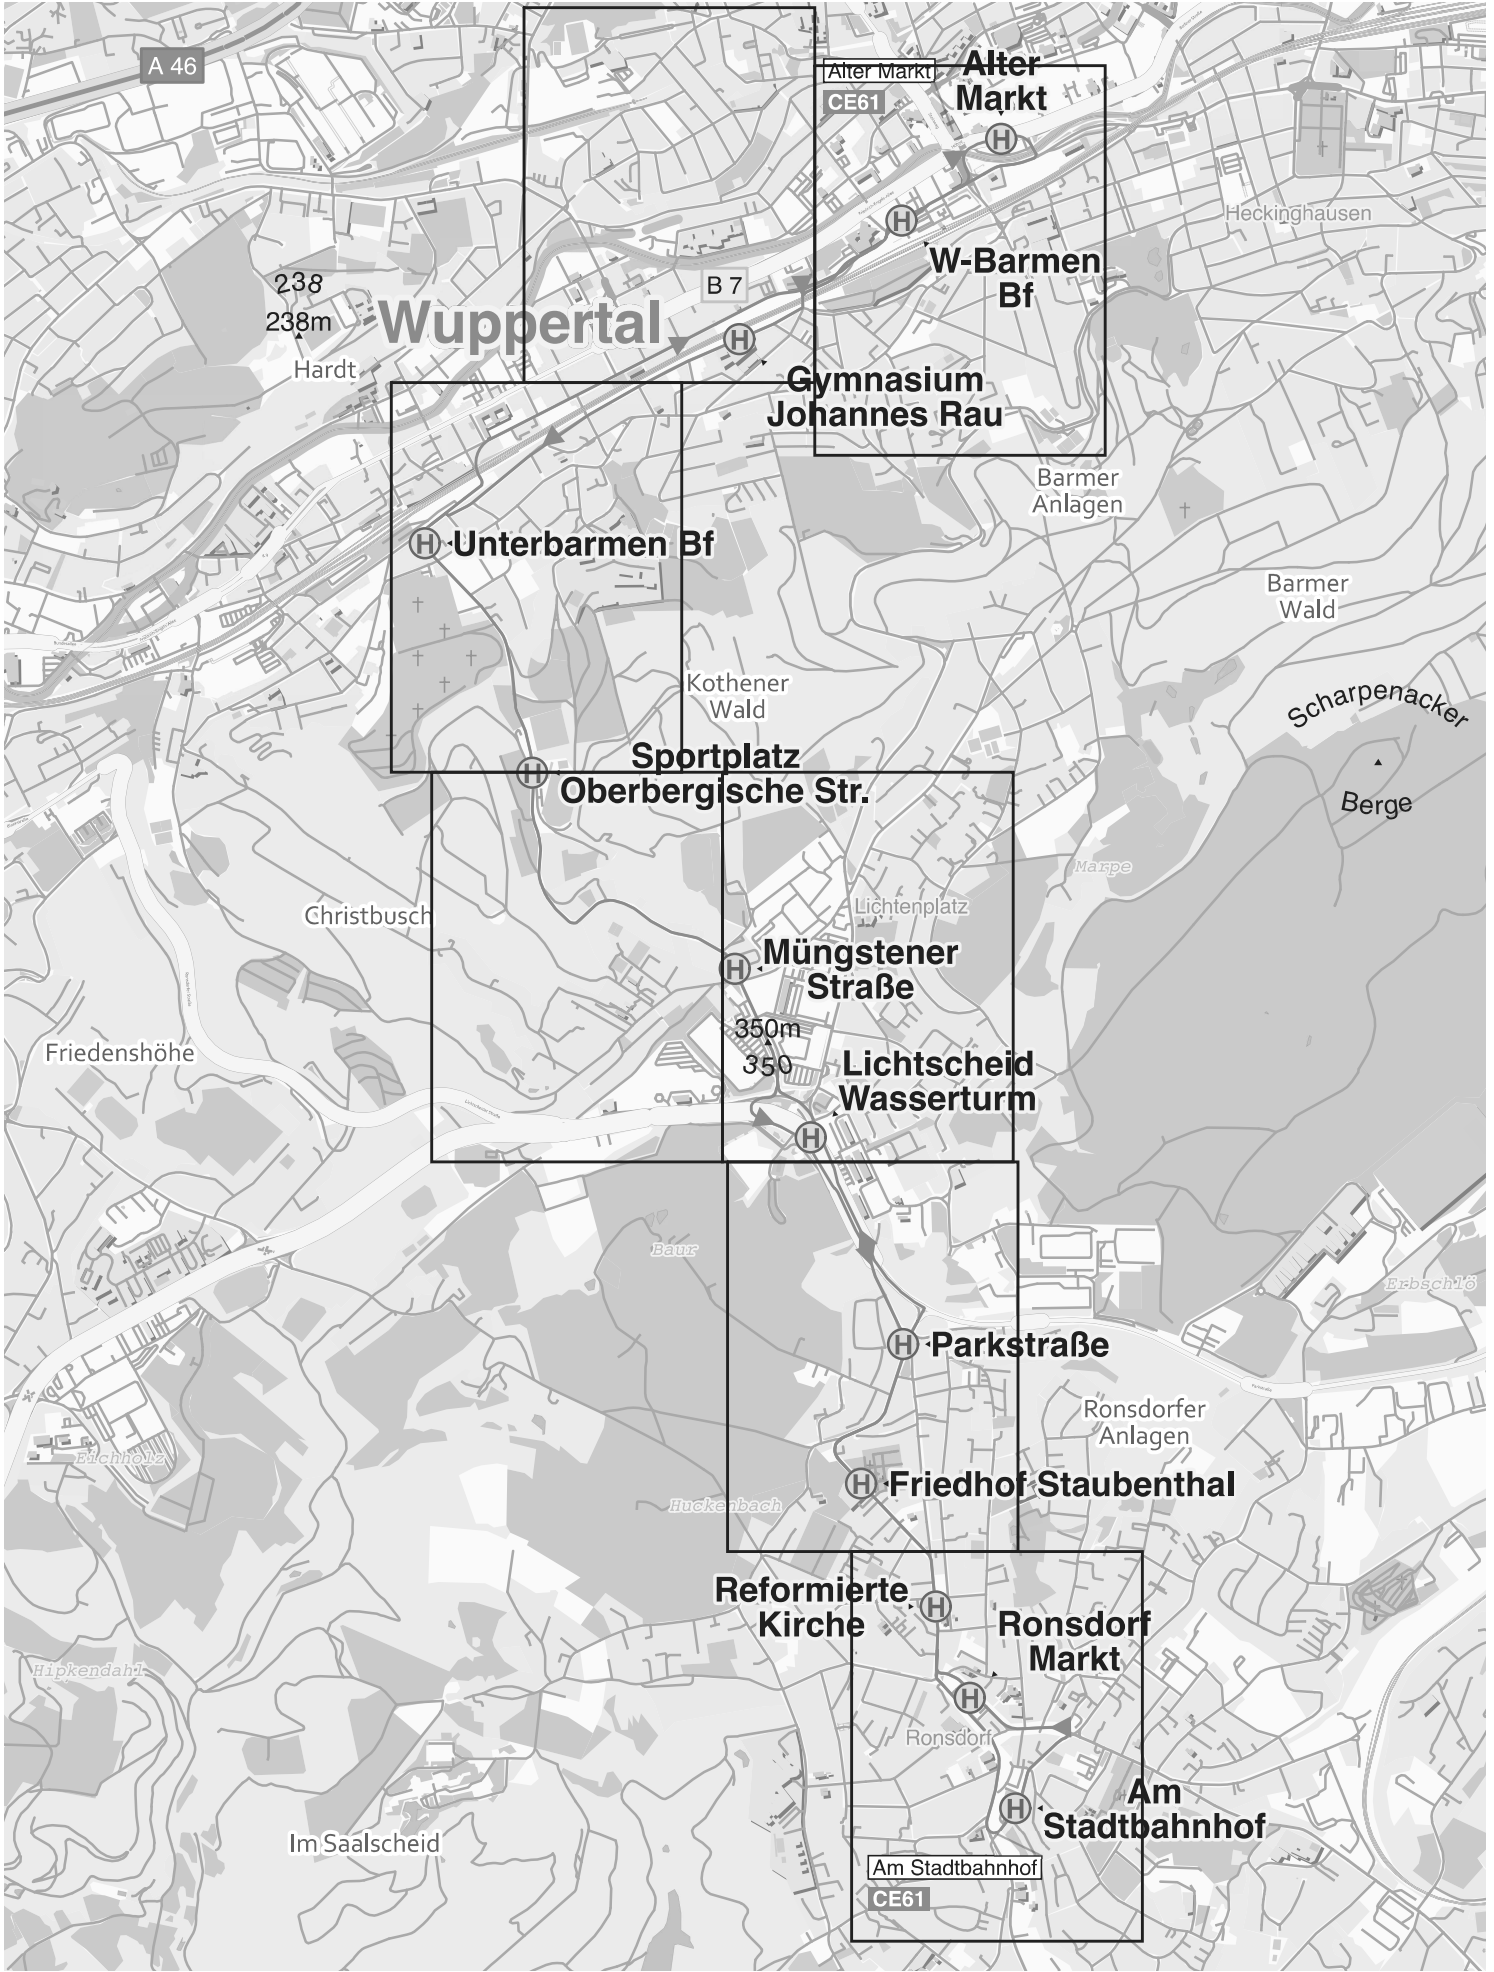 A 46
Alter Markt
CE61
Alter
Markt
Heckinghausen
W-Barmen
Bf
238
238m
Hardt
Wuppertal
B 7
Gymnasium
Johannes Rau
Barmer
Anlagen
Unterbarmen Bf
Barmer
Wald
Kothener
Wald
Scharpenacker
Berge
Sportplatz
Oberbergische Str.
Marpe
Christbusch
Lichtenplatz
Müngstener
Straße
350m
350
Friedenshöhe
Lichtscheid
Wasserturm
Baur
Erbschlö
Parkstraße
Ronsdorfer
Anlagen
Eichholz
Friedhof Staubenthal
Huckenbach
Reformierte
Kirche
Ronsdorf
Markt
Hipkendahl
Ronsdorf
Am
Stadtbahnhof
Im Saalscheid
Am Stadtbahnhof
CE61